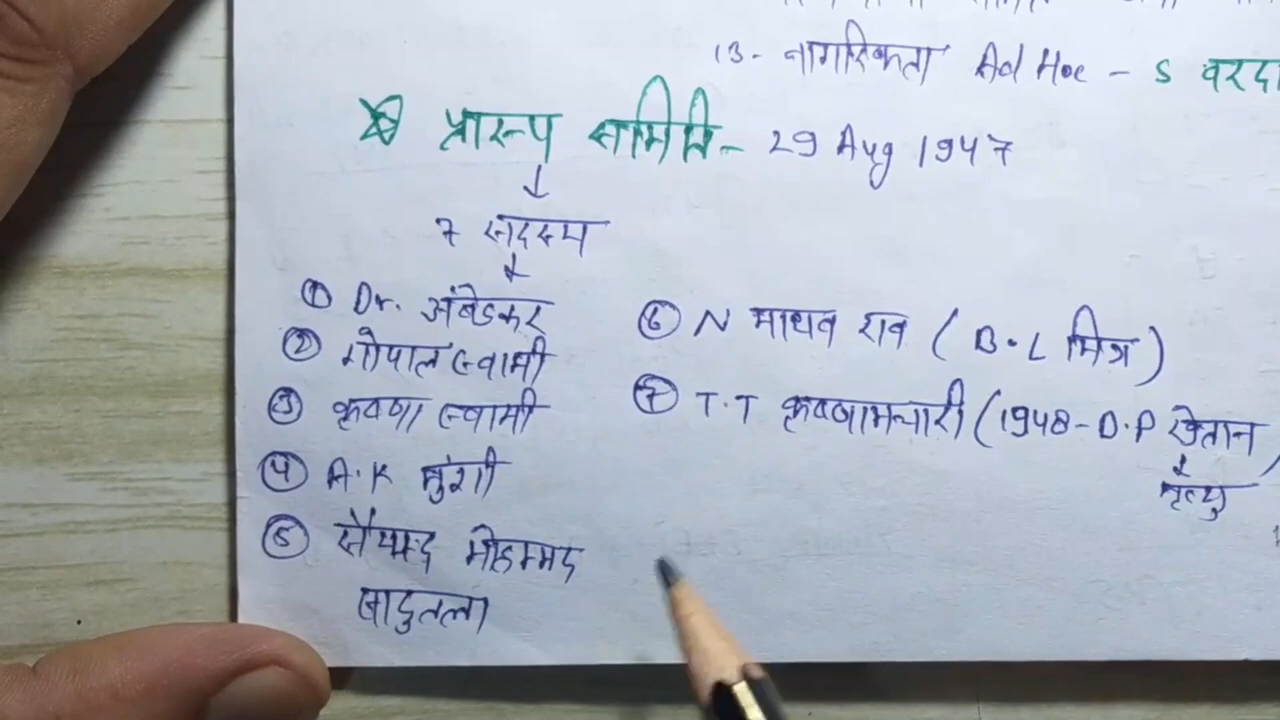 13- नागरिकता Ad Hoc - S वरदा
प्रारूप समिति - 29 Aug 1947
↓
7 सदस्य
↓
① Dr. अंबेडकर
② गोपाल स्वामी
③ कृष्णा स्वामी
④ A.K मुंशी
⑤ सैय्यद मोहम्मद
सादुतला
⑥ N माधव राव ( B.L मित्र )
⑦ T.T कृष्णामचारी (1948 - D.P खेतान )
↓
मृत्यु